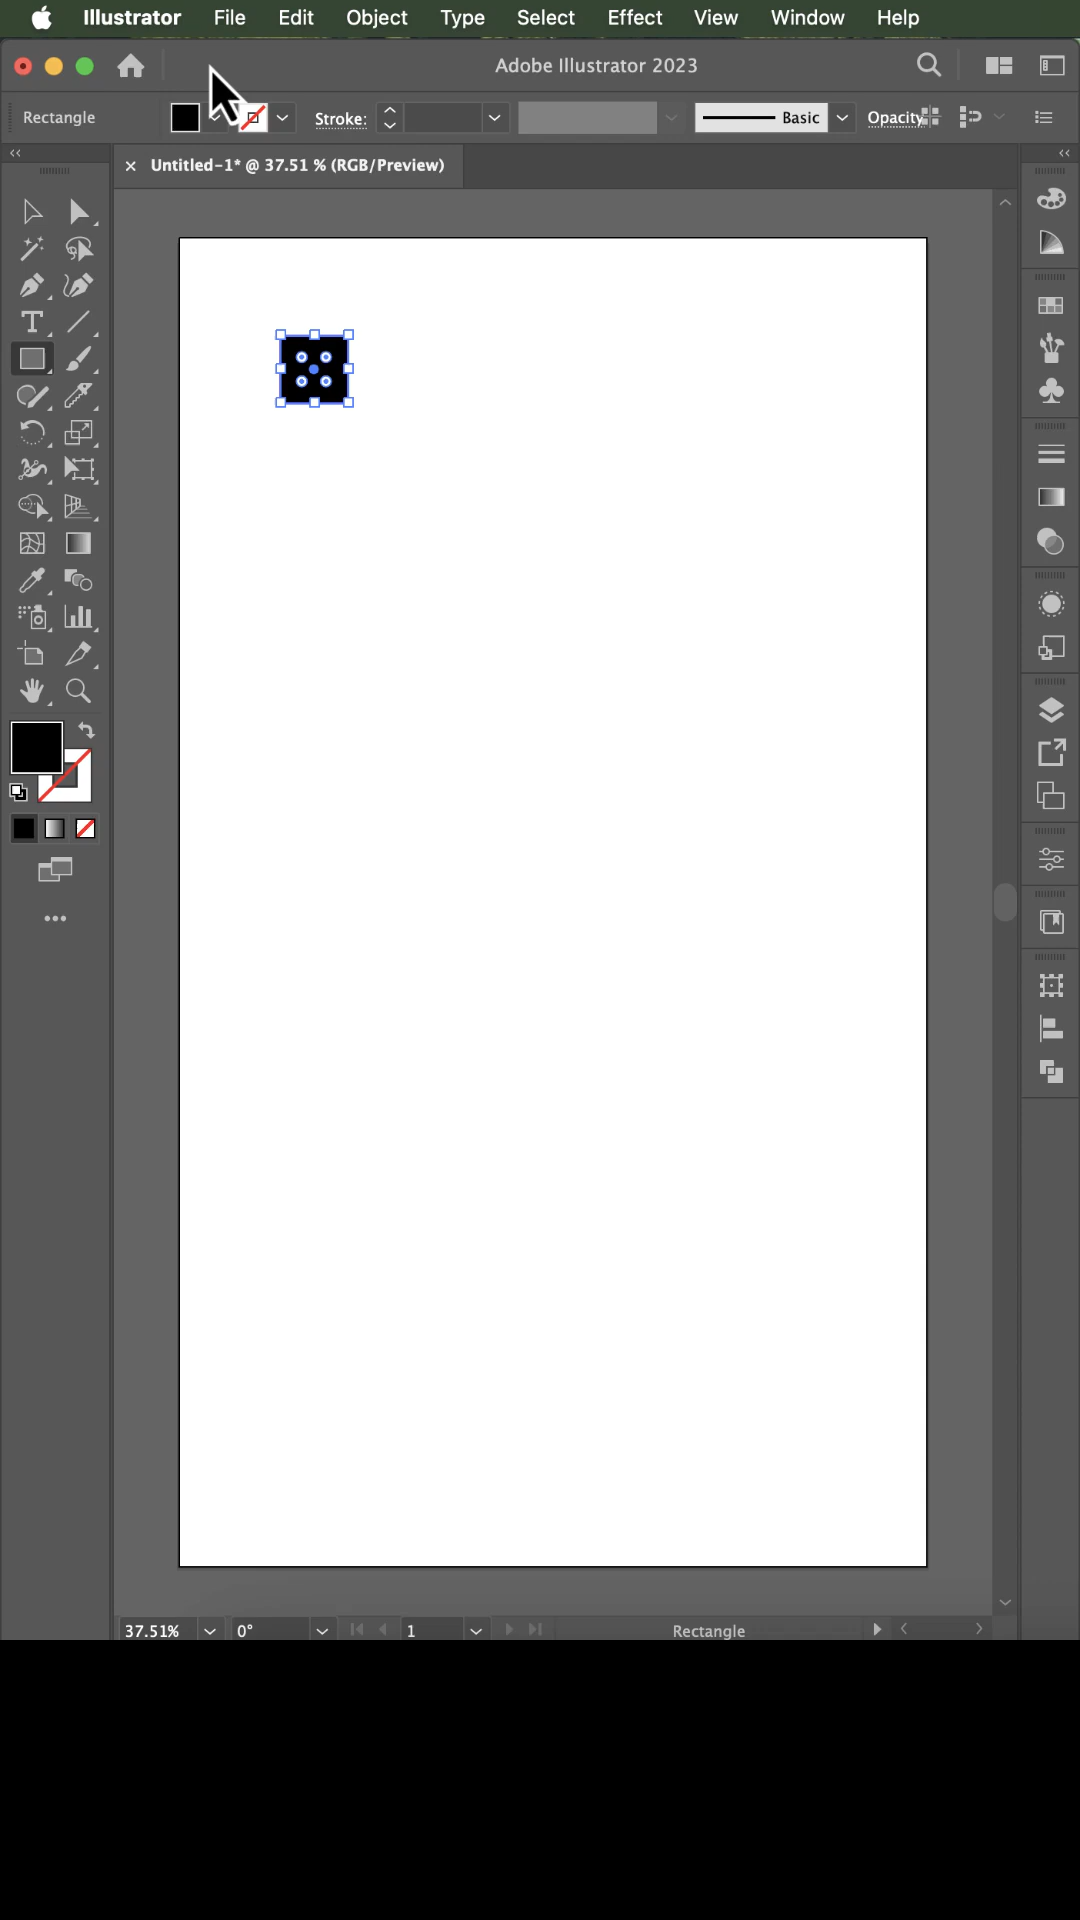 Illustrator File Edit Object Type Select Effect View Window Help
Adobe Illustrator 2023
Rectangle Stroke: Basic Opacity
Untitled-1* @ 37.51 % (RGB/Preview)
37.51% 0° 1 Rectangle